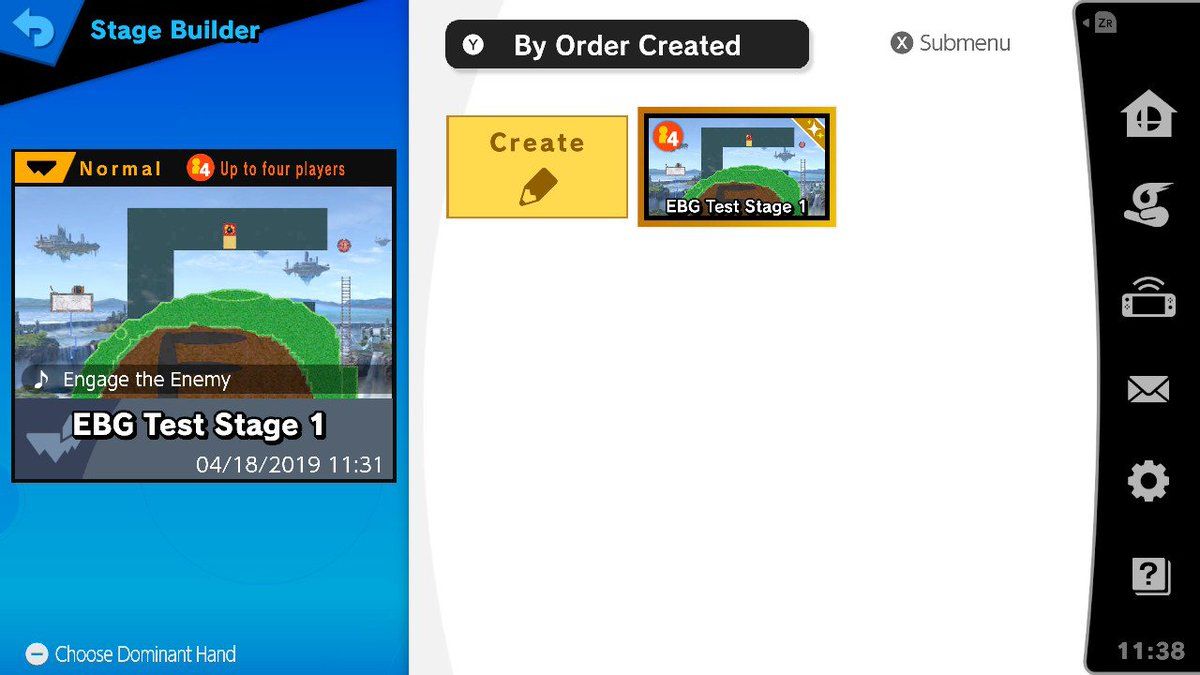 Stage Builder
Y By Order Created
X Submenu
ZR
Normal
4 Up to four players
Engage the Enemy
EBG Test Stage 1
04/18/2019 11:31
Create
4
EBG Test Stage 1
Choose Dominant Hand
?
11:38